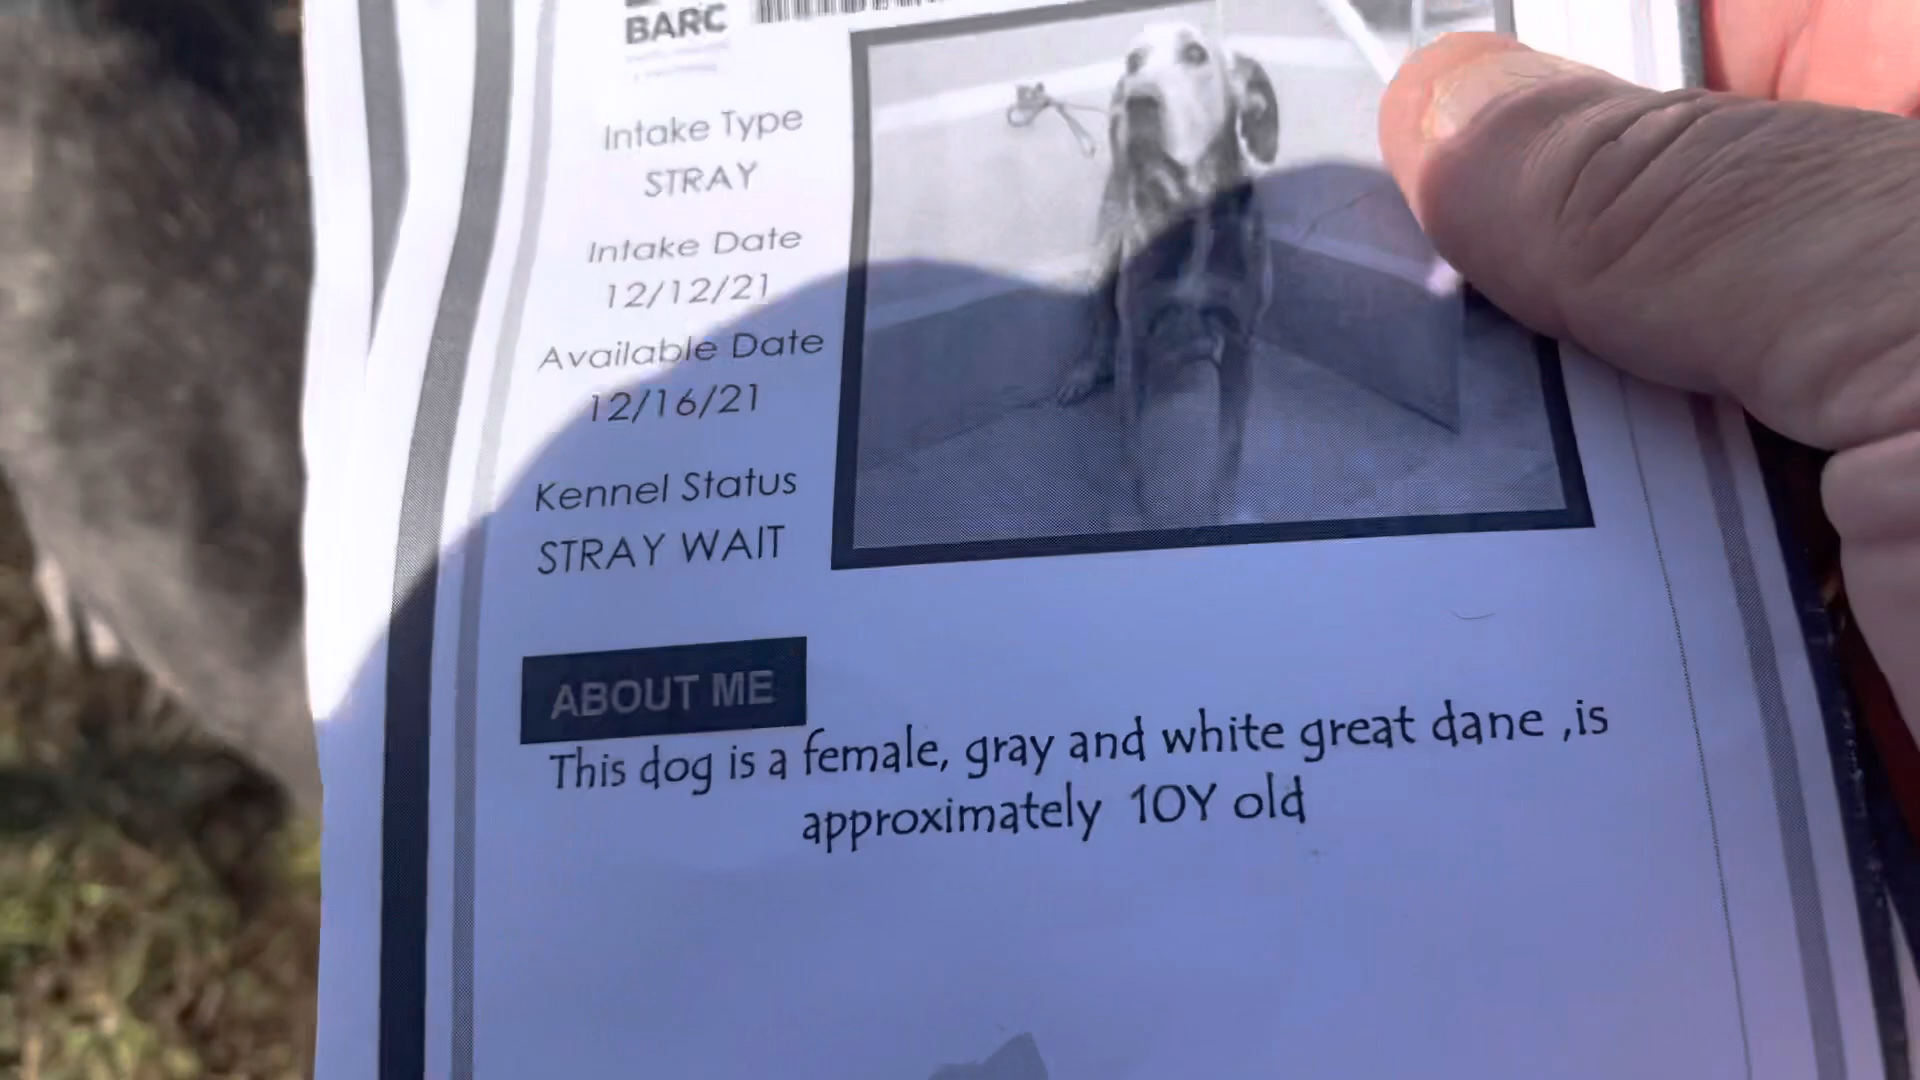 BARC
Intake Type
STRAY
Intake Date
12/12/21
Available Date
12/16/21
Kennel Status
STRAY WAIT
ABOUT ME
This dog is a female, gray and white great dane ,is
approximately 10Y old